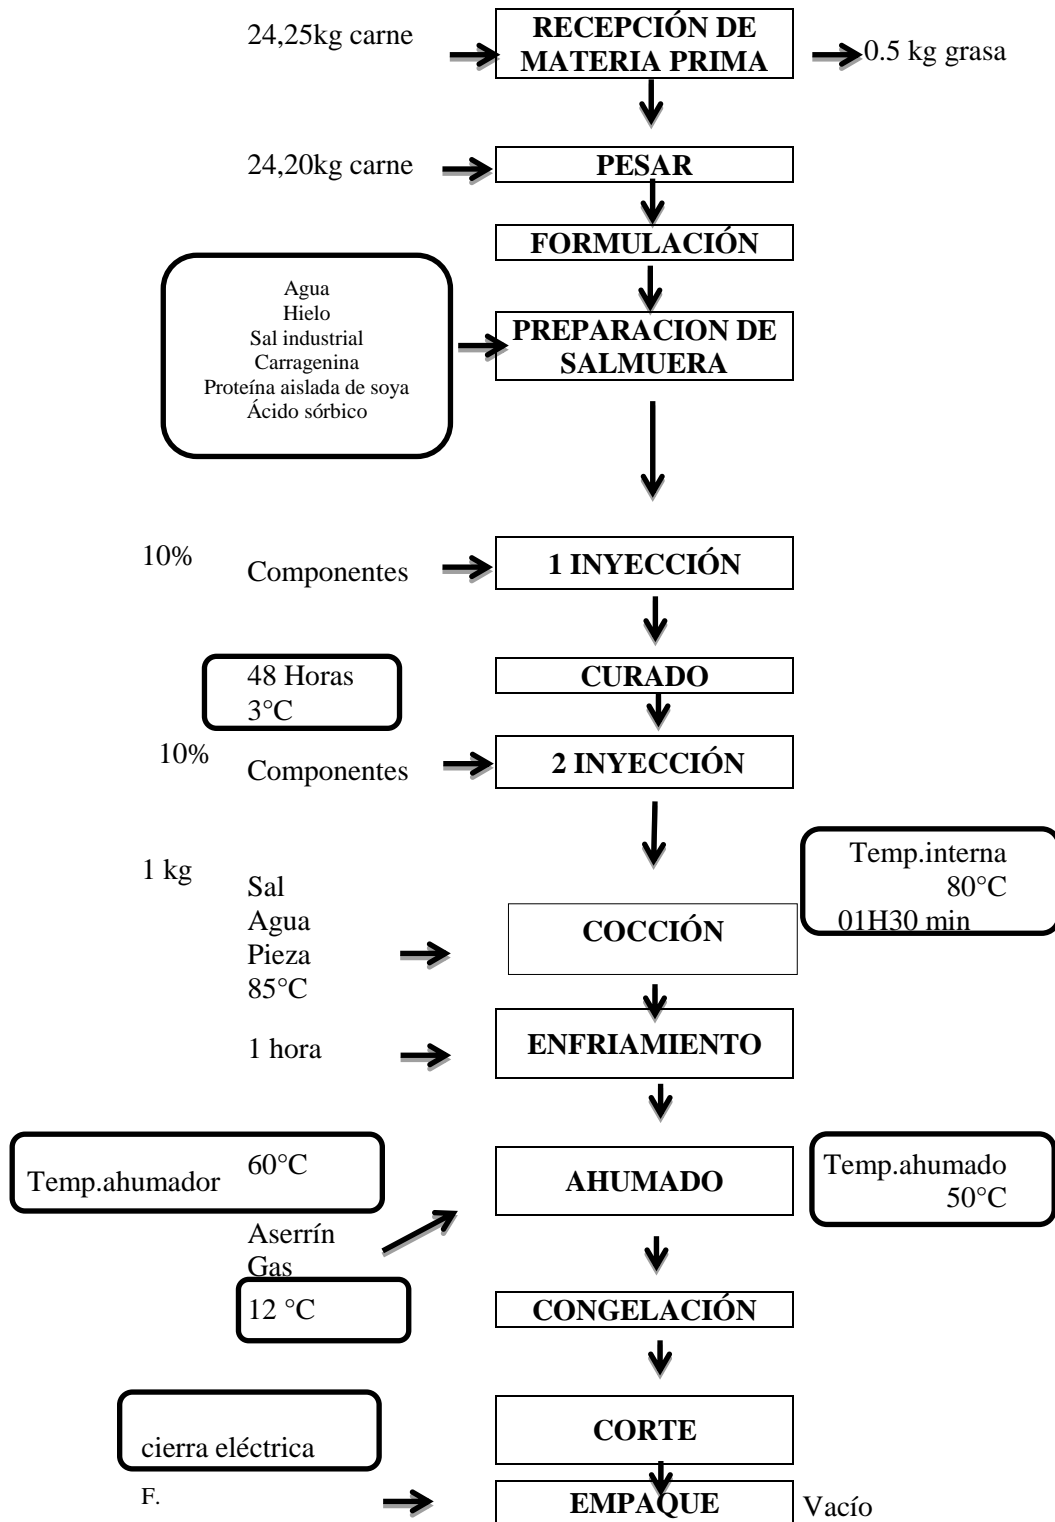 24,25kg carne
RECEPCIÓN DE
MATERIA PRIMA
0.5 kg grasa
24,20kg carne
PESAR
FORMULACIÓN
Agua
Hielo
Sal industrial
Carragenina
Proteína aislada de soya
Ácido sórbico
PREPARACION DE
SALMUERA
10%
Componentes
1 INYECCIÓN
48 Horas
3°C
CURADO
10%
Componentes
2 INYECCIÓN
1 kg
Sal
Agua
Pieza
85°C
COCCIÓN
Temp.interna
80°C
01H30 min
1 hora
ENFRIAMIENTO
60°C
Temp.ahumador
AHUMADO
Temp.ahumado
50°C
Aserrín
Gas
12 °C
CONGELACIÓN
cierra eléctrica
CORTE
F.
EMPAQUE
Vacío